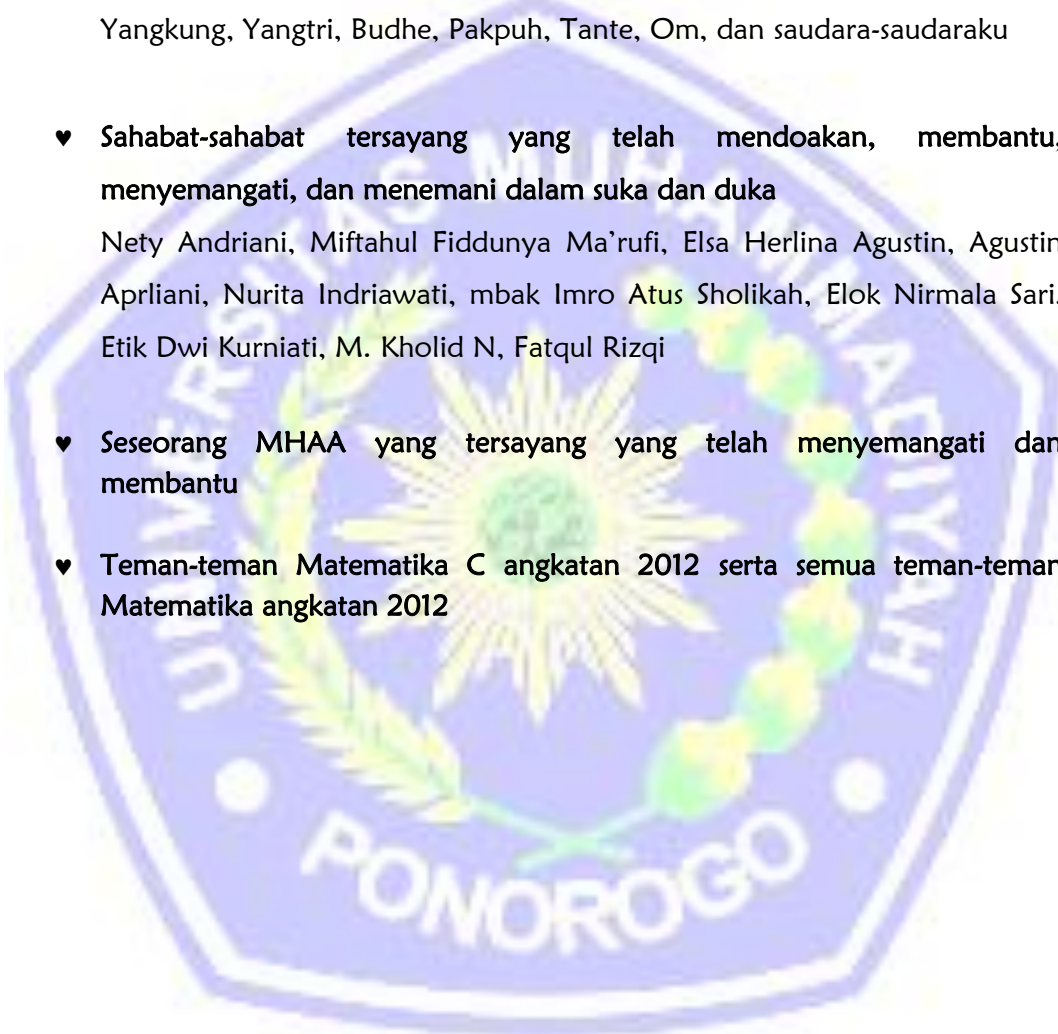 Yangkung, Yangtri, Budhe, Pakpuh, Tante, Om, dan saudara-saudaraku
♥ Sahabat-sahabat tersayang yang telah mendoakan, membantu,
menyemangati, dan menemani dalam suka dan duka
Nety Andriani, Miftahul Fiddunya Ma'rufi, Elsa Herlina Agustin, Agustin
Aprliani, Nurita Indriawati, mbak Imro Atus Sholikah, Elok Nirmala Sari,
Etik Dwi Kurniati, M. Kholid N, Fatqul Rizqi
♥ Seseorang MHAA yang tersayang yang telah menyemangati dan
membantu
♥ Teman-teman Matematika C angkatan 2012 serta semua teman-teman
Matematika angkatan 2012
UNIVERSITAS MUHAMMADIYAH
PONOROGO